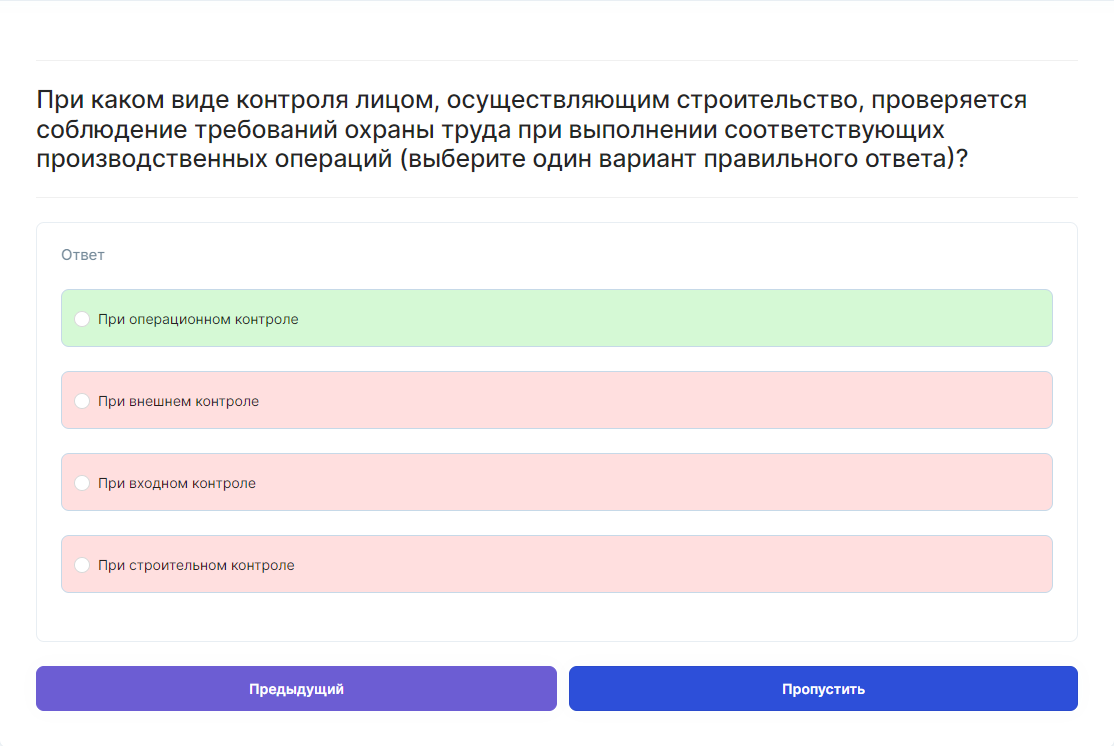 При каком виде контроля лицом, осуществляющим строительство, проверяется
соблюдение требований охраны труда при выполнении соответствующих
производственных операций (выберите один вариант правильного ответа)?
Ответ
При операционном контроле
При внешнем контроле
При входном контроле
При строительном контроле
Предыдущий
Пропустить